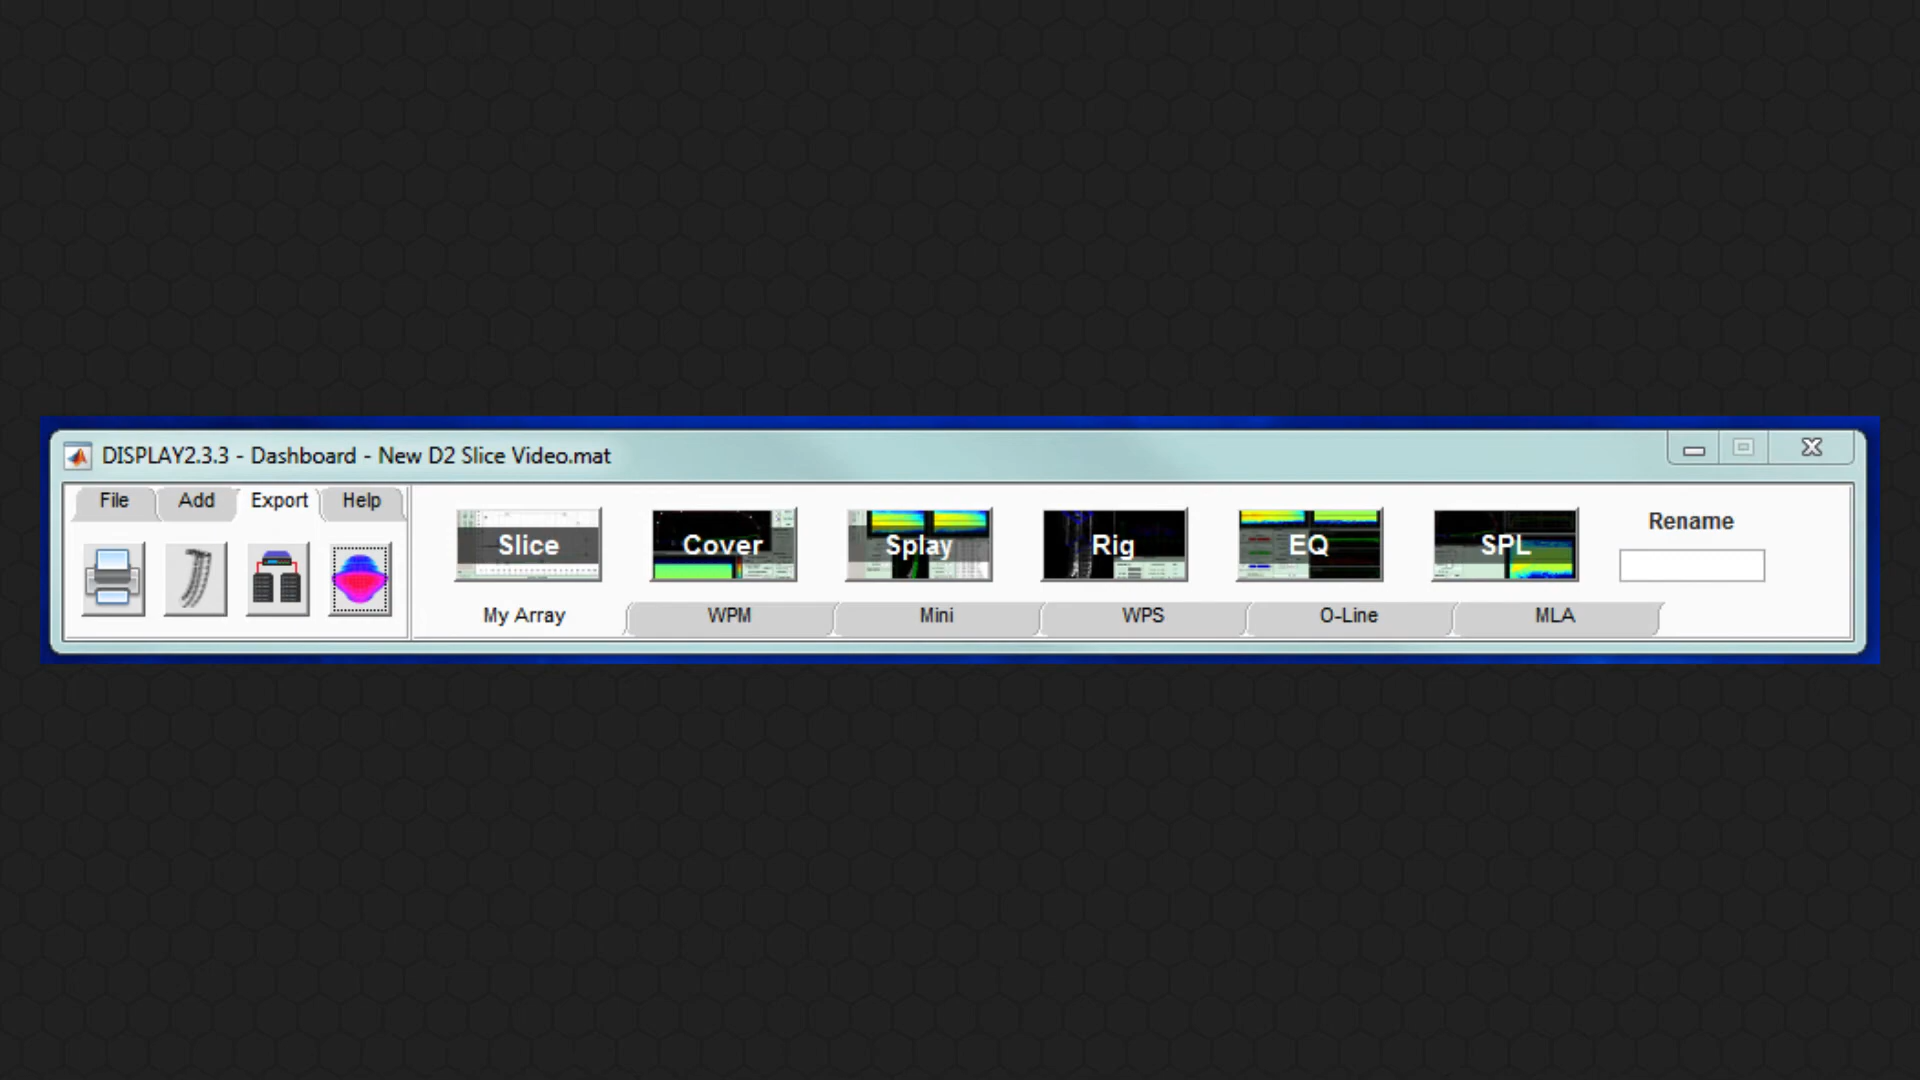 DISPLAY2.3.3 - Dashboard - New D2 Slice Video.mat
File Add Export Help
Slice Cover Splay Rig EQ SPL Rename
My Array WPM Mini WPS O-Line MLA